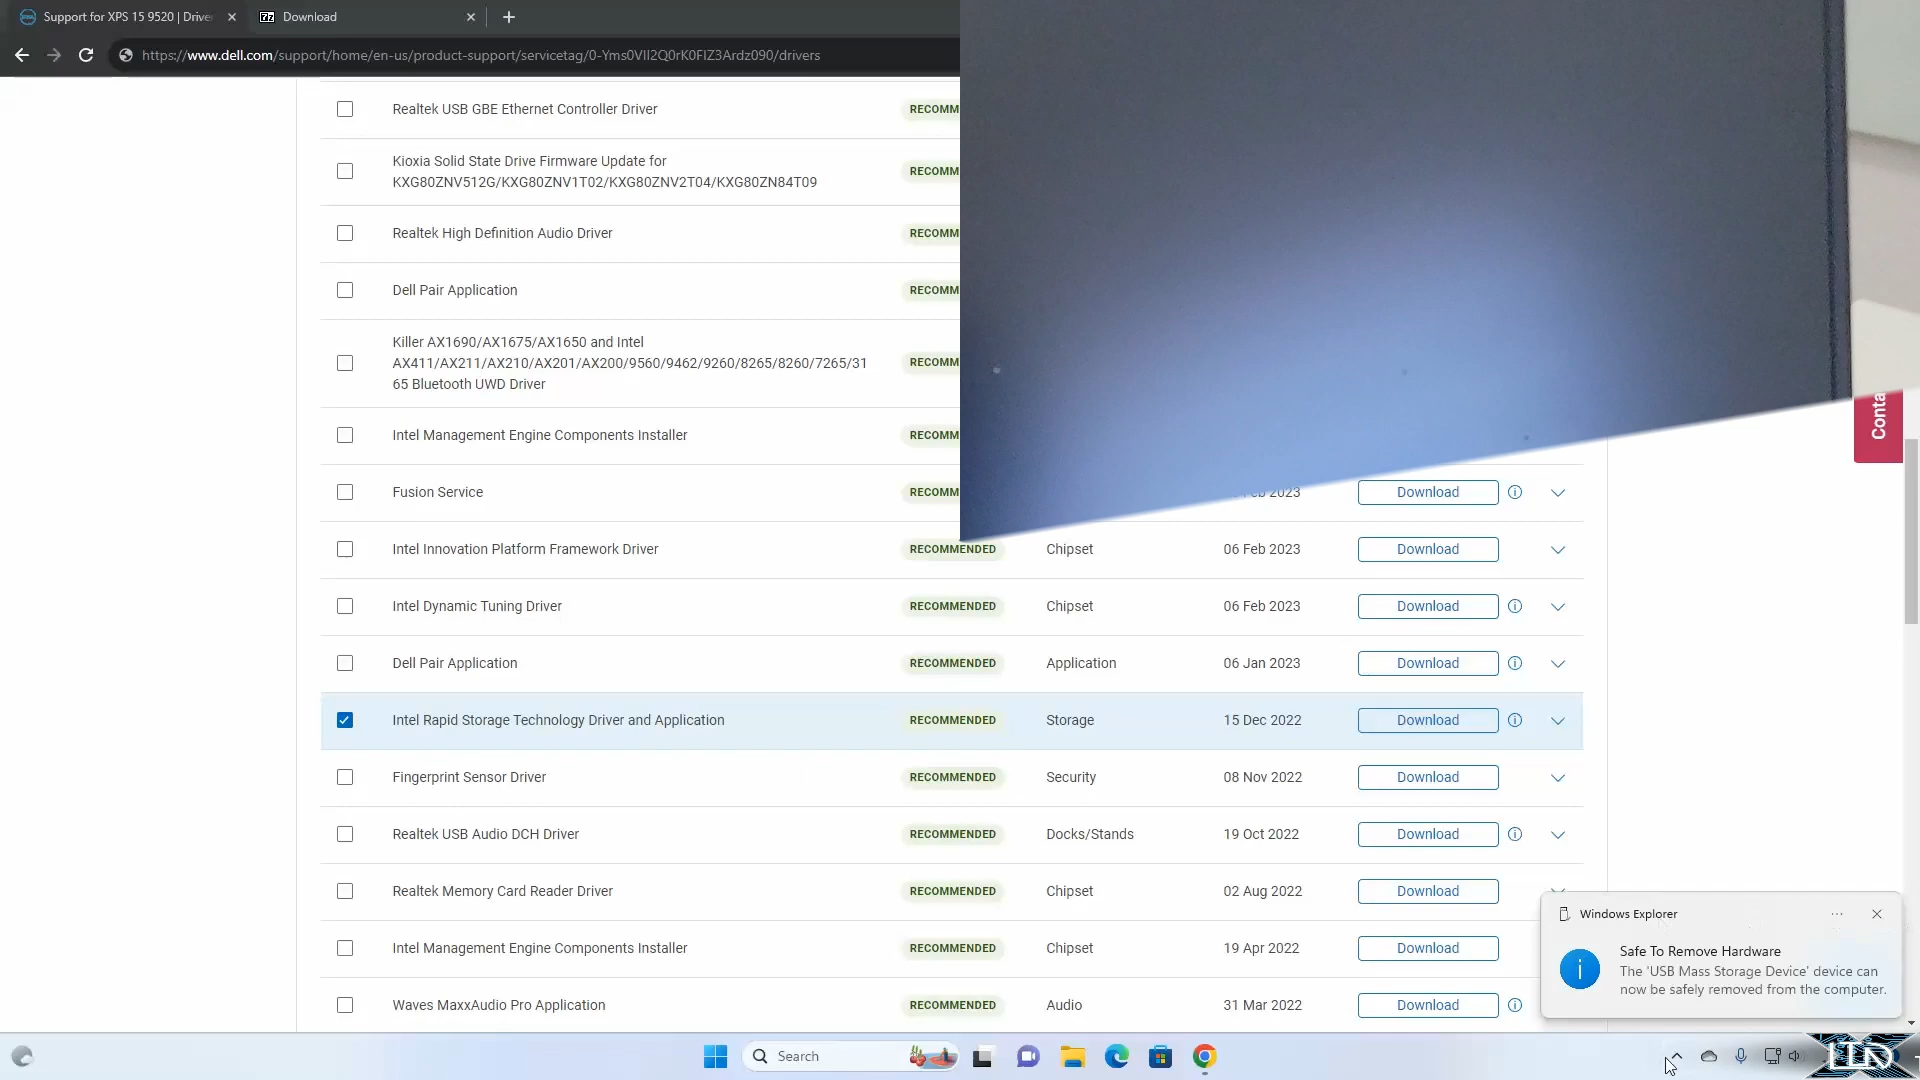 Support for XPS 15 9520 | Drive
Download
https://www.dell.com/support/home/en-us/product-support/servicetag/0-Yms0Vll2Q0rK0FIZ3Ardz090/drivers
Realtek USB GBE Ethernet Controller Driver
RECOMM
Kioxia Solid State Drive Firmware Update for
KXG80ZNV512G/KXG80ZNV1T02/KXG80ZNV2T04/KXG80ZN84T09
RECOMM
Realtek High Definition Audio Driver
RECOMM
Dell Pair Application
RECOMM
Killer AX1690/AX1675/AX1650 and Intel
AX411/AX211/AX210/AX201/AX200/9560/9462/9260/8265/8260/7265/31
65 Bluetooth UWD Driver
RECOMM
Intel Management Engine Components Installer
RECOMM
Conta
Fusion Service
RECOMM
eb 2023
Download
Intel Innovation Platform Framework Driver
RECOMMENDED
Chipset
06 Feb 2023
Download
Intel Dynamic Tuning Driver
RECOMMENDED
Chipset
06 Feb 2023
Download
Dell Pair Application
RECOMMENDED
Application
06 Jan 2023
Download
Intel Rapid Storage Technology Driver and Application
RECOMMENDED
Storage
15 Dec 2022
Download
Fingerprint Sensor Driver
RECOMMENDED
Security
08 Nov 2022
Download
Realtek USB Audio DCH Driver
RECOMMENDED
Docks/Stands
19 Oct 2022
Download
Realtek Memory Card Reader Driver
RECOMMENDED
Chipset
02 Aug 2022
Download
Intel Management Engine Components Installer
RECOMMENDED
Chipset
19 Apr 2022
Download
Waves MaxxAudio Pro Application
RECOMMENDED
Audio
31 Mar 2022
Download
Windows Explorer
Safe To Remove Hardware
The 'USB Mass Storage Device' device can
now be safely removed from the computer.
Search